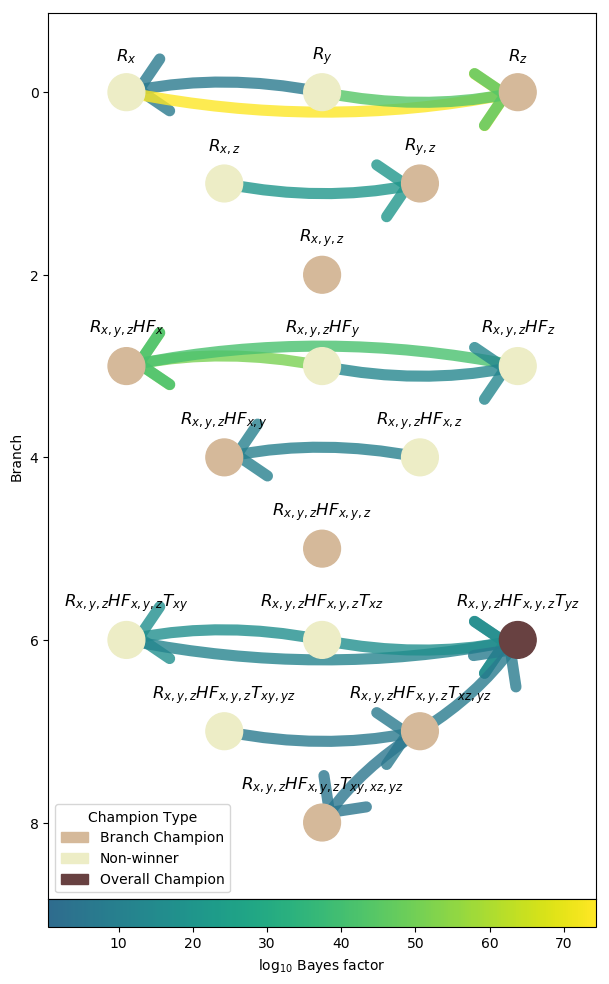 R_x R_y R_z
0
R_{x,z} R_{y,z}
R_{x,y,z}
2
R_{x,y,z}HF_x R_{x,y,z}HF_y R_{x,y,z}HF_z
R_{x,y,z}HF_{x,y} R_{x,y,z}HF_{x,z}
4
Branch
R_{x,y,z}HF_{x,y,z}
R_{x,y,z}HF_{x,y,z}T_{xy} R_{x,y,z}HF_{x,y,z}T_{xz} R_{x,y,z}HF_{x,y,z}T_{yz}
6
R_{x,y,z}HF_{x,y,z}T_{xy,yz} R_{x,y,z}HF_{x,y,z}T_{xz,yz}
R_{x,y,z}HF_{x,y,z}T_{xy,xz,yz}
8
Champion Type
Branch Champion
Non-winner
Overall Champion
10 20 30 40 50 60 70
log_{10} Bayes factor